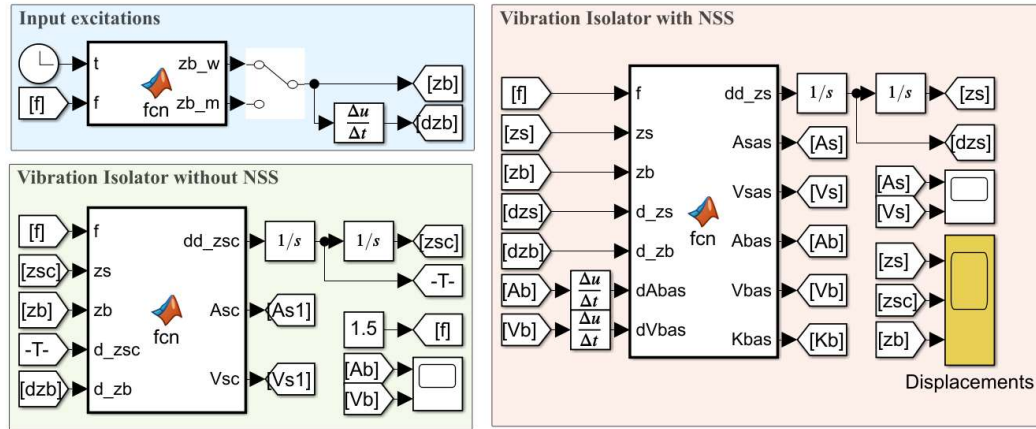 Input excitations
t
zb_w
[f]
f
zb_m
fcn
[zb]
Δu
Δt
[dzb]
Vibration Isolator without NSS
[f]
f
dd_zsc
1/s
1/s
[zsc]
[zsc]
zs
-T-
[zb]
zb
fcn
Asc
[As1]
-T-
d_zsc
1.5
[f]
[dzb]
d_zb
Vsc
[Vs1]
[Ab]
[Vb]
Vibration Isolator with NSS
[f]
f
dd_zs
1/s
1/s
[zs]
[zs]
zs
Asas
[As]
[dzs]
[zb]
zb
Vsas
[Vs]
[As]
[Vs]
[dzs]
d_zs
fcn
Abas
[Ab]
[dzb]
d_zb
[zs]
[Ab]
Δu
Δt
dAbas
Vbas
[Vb]
[zsc]
[Vb]
Δu
Δt
dVbas
Kbas
[Kb]
[zb]
Displacements